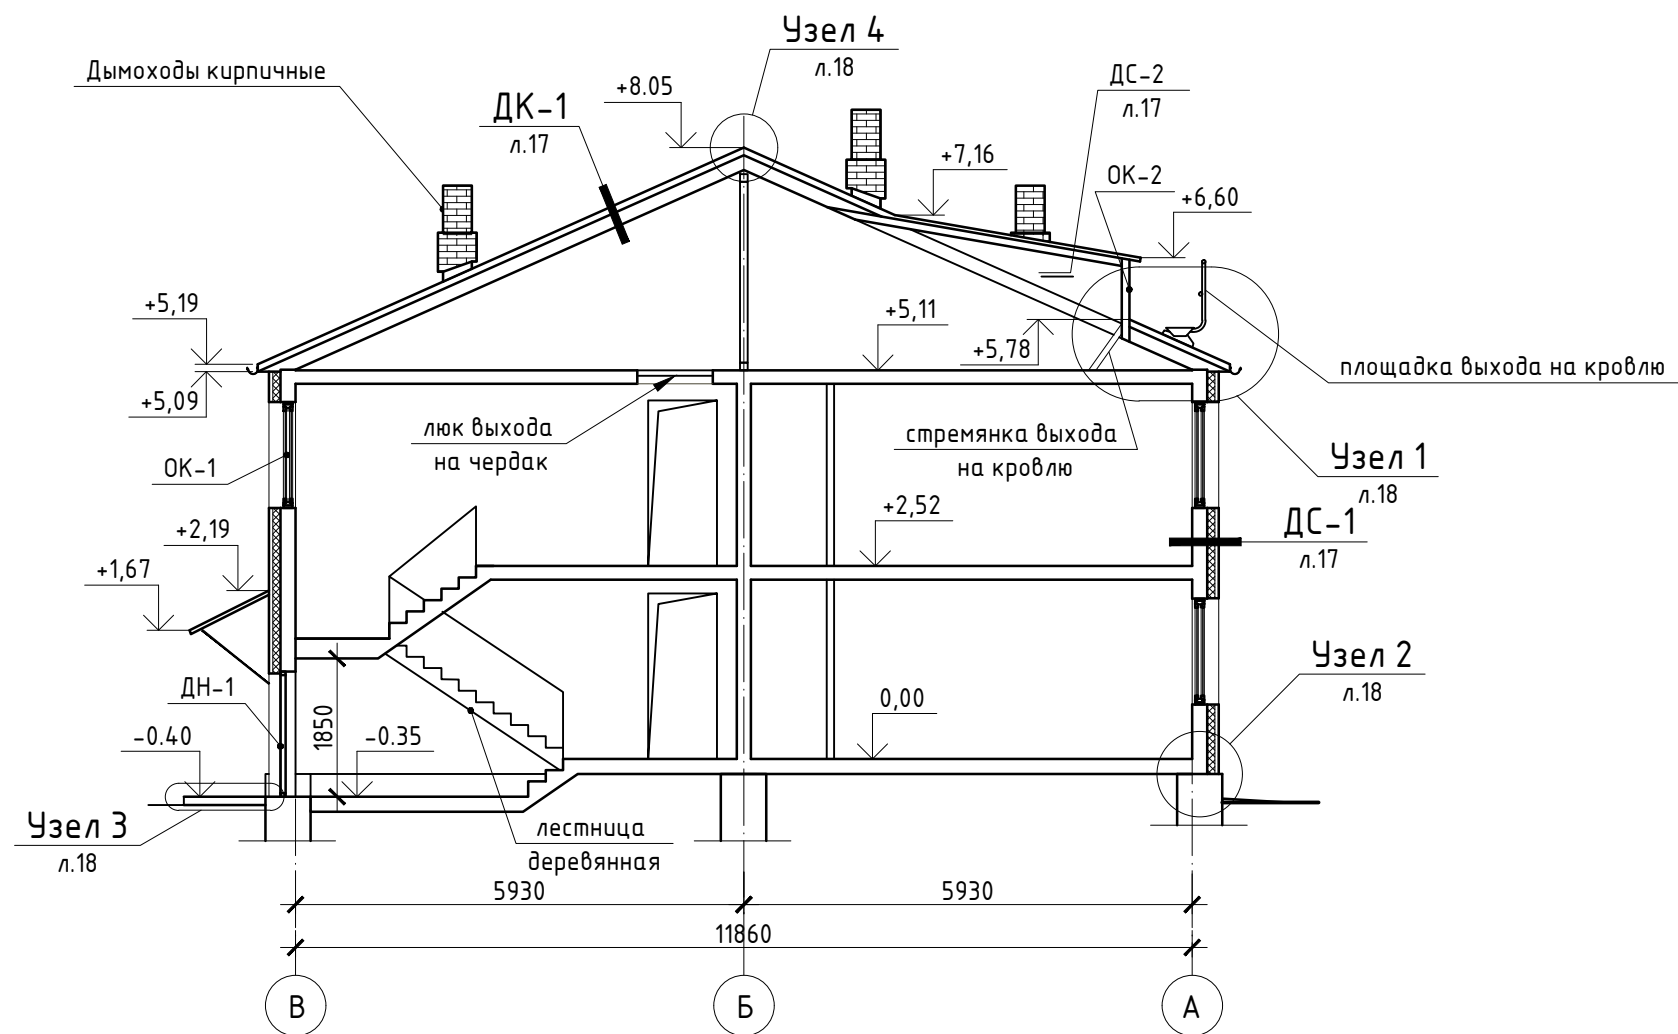 Узел 4
л.18
Дымоходы кирпичные
ДК-1
л.17
+8.05
ДС-2
л.17
+7,16
ОК-2
+6,60
+5,19
+5,11
+5,78
площадка выхода на кровлю
+5,09
люк выхода
на чердак
стремянка выхода
на кровлю
Узел 1
л.18
ОК-1
+2,19
+2,52
ДС-1
л.17
+1,67
Узел 2
л.18
ДН-1
0,00
1850
-0.40
-0.35
Узел 3
л.18
лестница
деревянная
5930
5930
11860
В
Б
А